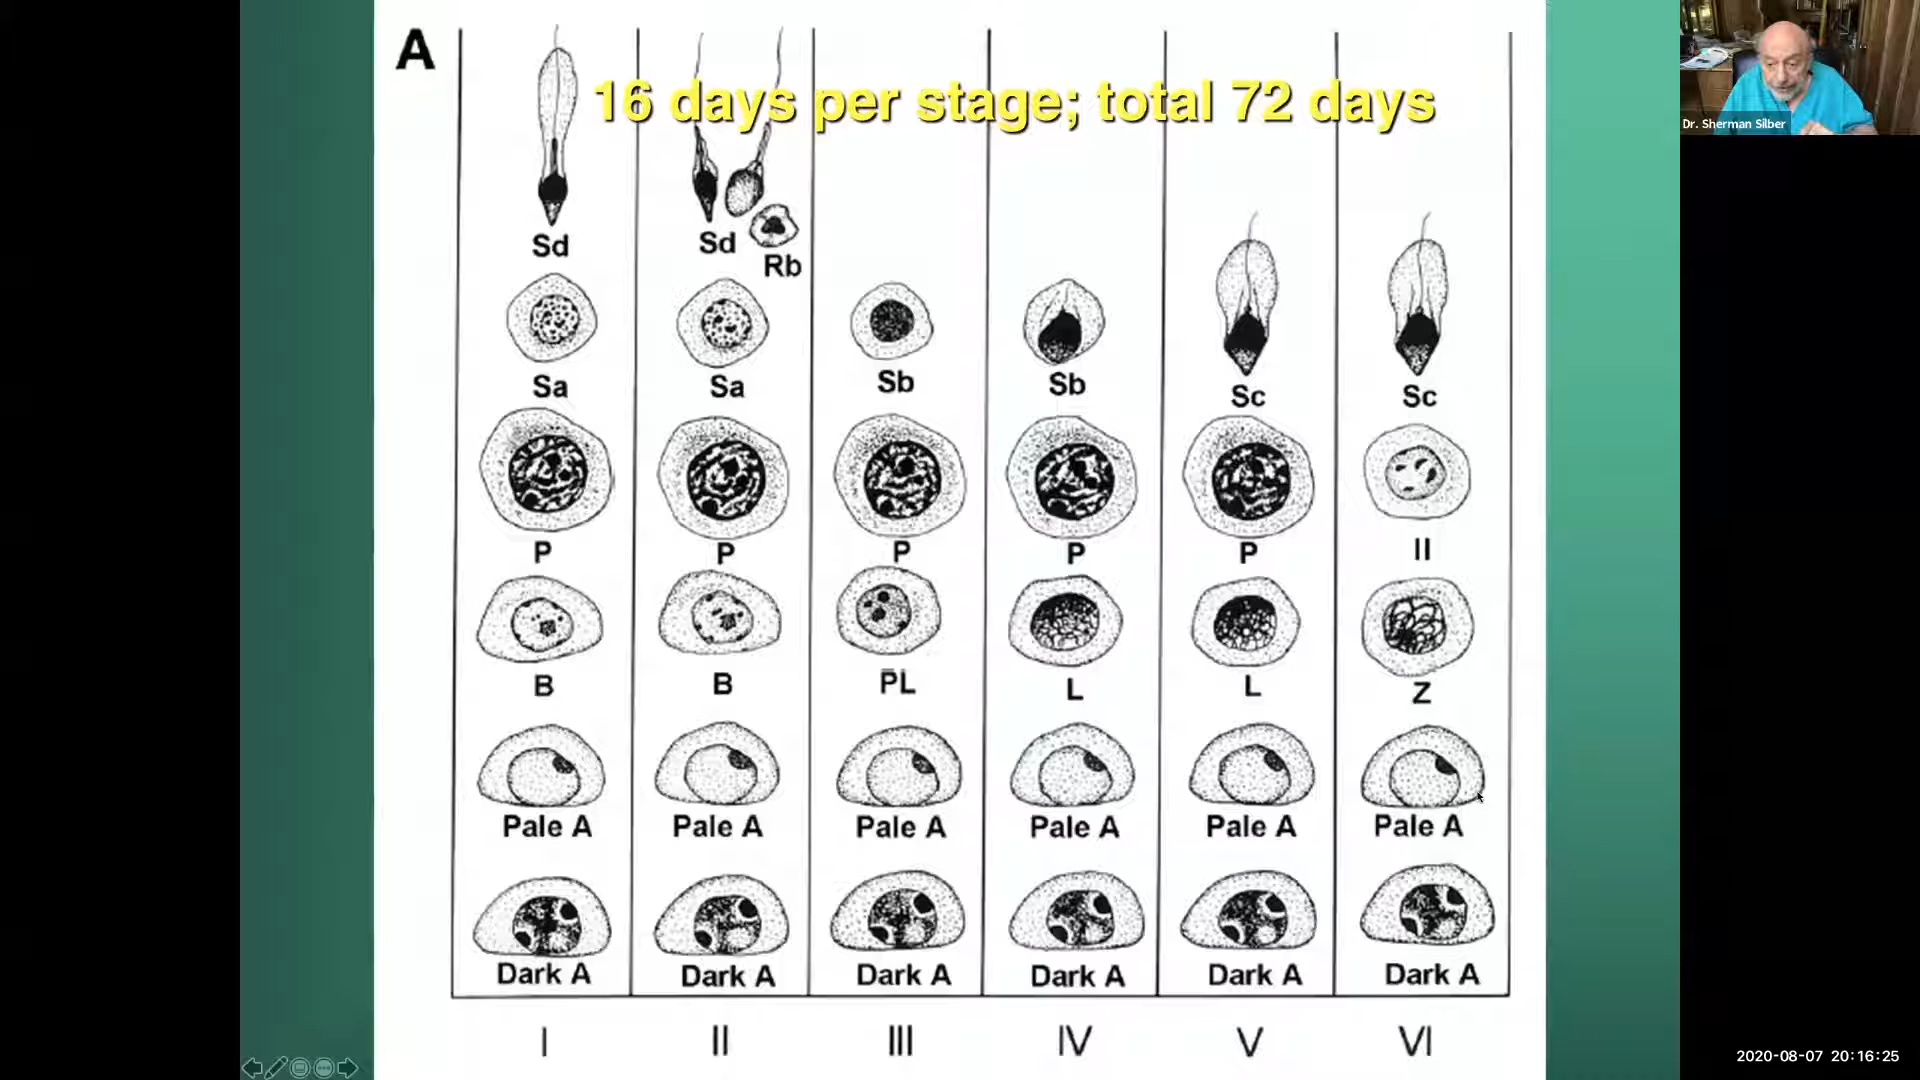 A
16 days per stage; total 72 days
Dr. Sherman Silber
Sd
Sd
Rb
Sa
Sa
Sb
Sb
Sc
Sc
P
P
P
P
P
II
B
B
PL
L
L
Z
Pale A
Pale A
Pale A
Pale A
Pale A
Pale A
Dark A
Dark A
Dark A
Dark A
Dark A
Dark A
I
II
III
IV
V
VI
2020-08-07 20:16:25